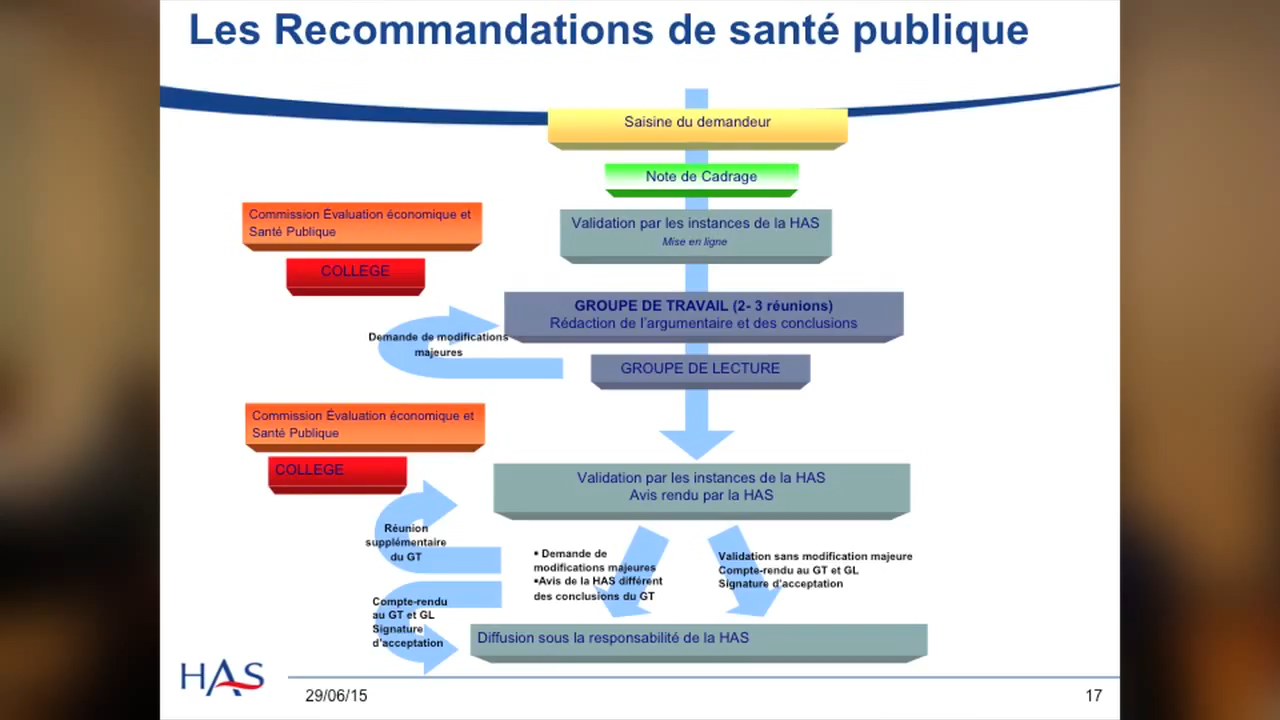 Les Recommandations de santé publique
Saisine du demandeur
Note de Cadrage
Commission Évaluation économique et
Santé Publique
COLLEGE
Validation par les instances de la HAS
Mise en ligne
GROUPE DE TRAVAIL (2- 3 réunions)
Rédaction de l'argumentaire et des conclusions
Demande de modifications
majeures
GROUPE DE LECTURE
Commission Évaluation économique et
Santé Publique
COLLEGE
Validation par les instances de la HAS
Avis rendu par la HAS
Réunion
supplémentaire
du GT
▪ Demande de
modifications majeures
▪Avis de la HAS différent
des conclusions du GT
Validation sans modification majeure
Compte-rendu au GT et GL
Signature d'acceptation
Compte-rendu
au GT et GL
Signature
d'acceptation
Diffusion sous la responsabilité de la HAS
HAS
29/06/15
17